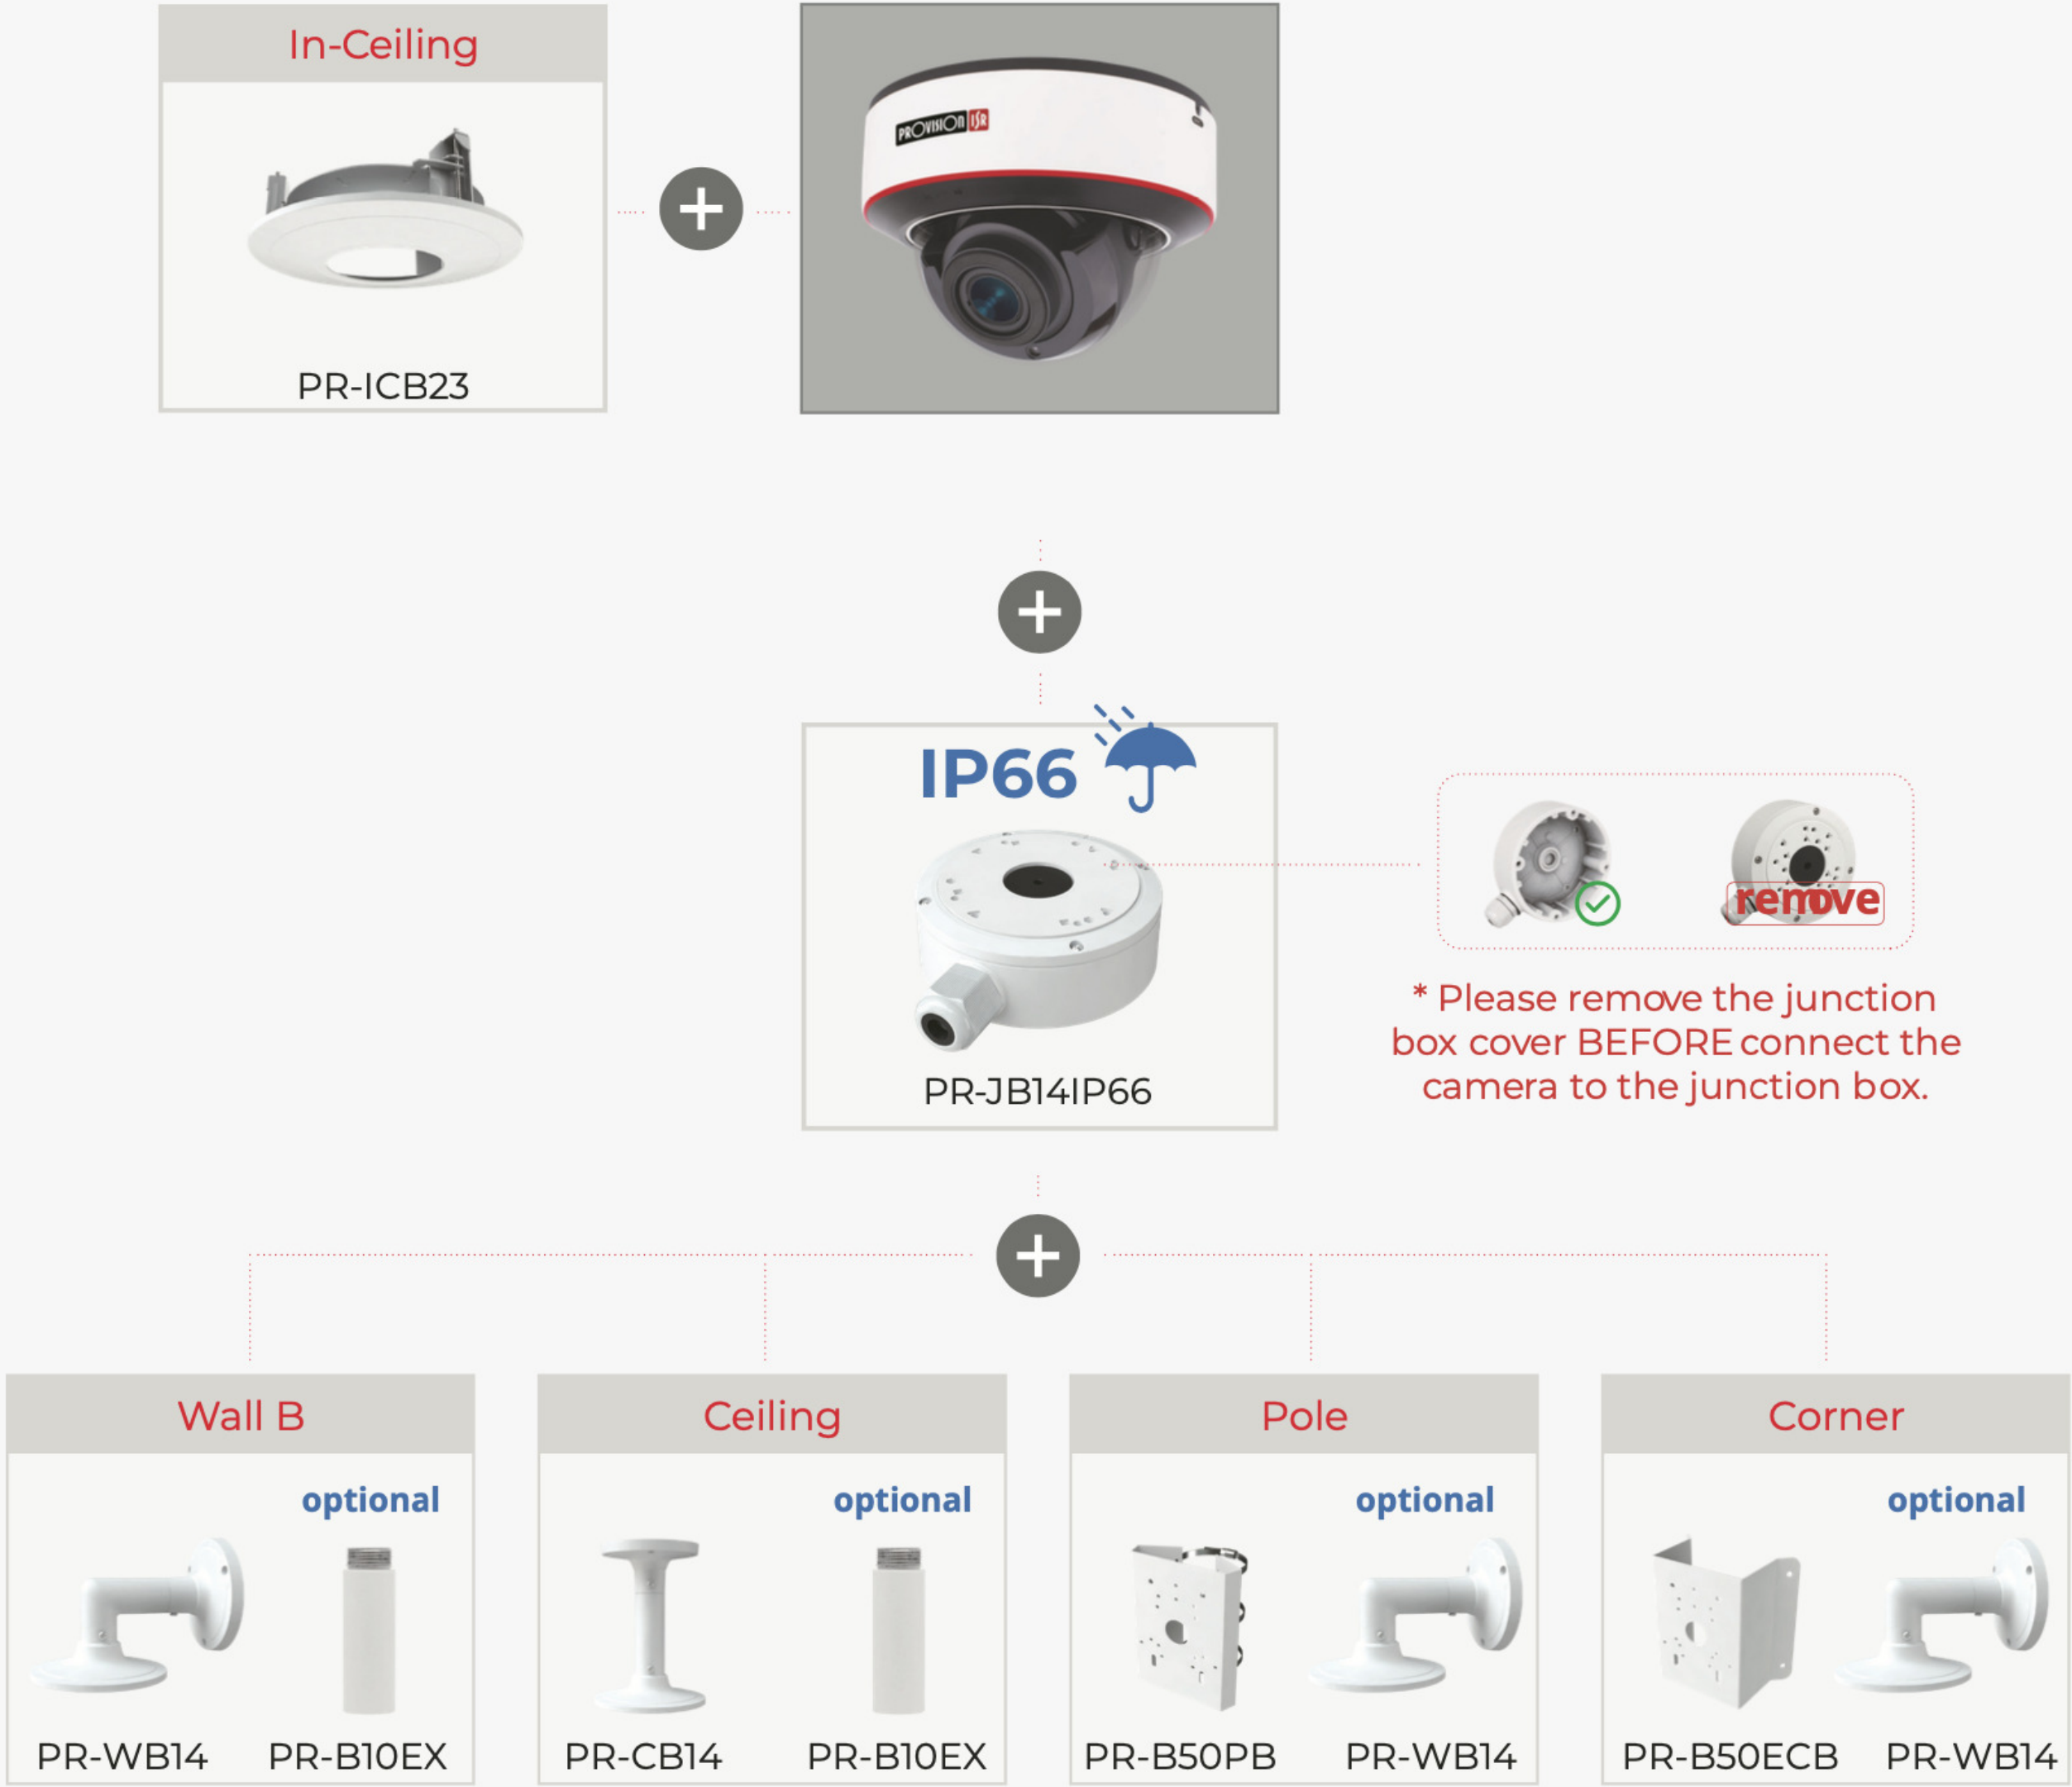 In-Ceiling
PROVISION ISR
PR-ICB23
IP66
remove
PR-JB14IP66
* Please remove the junction
box cover BEFORE connect the
camera to the junction box.
Wall B
optional
PR-WB14 PR-B10EX
Ceiling
optional
PR-CB14 PR-B10EX
Pole
optional
PR-B50PB PR-WB14
Corner
optional
PR-B50ECB PR-WB14